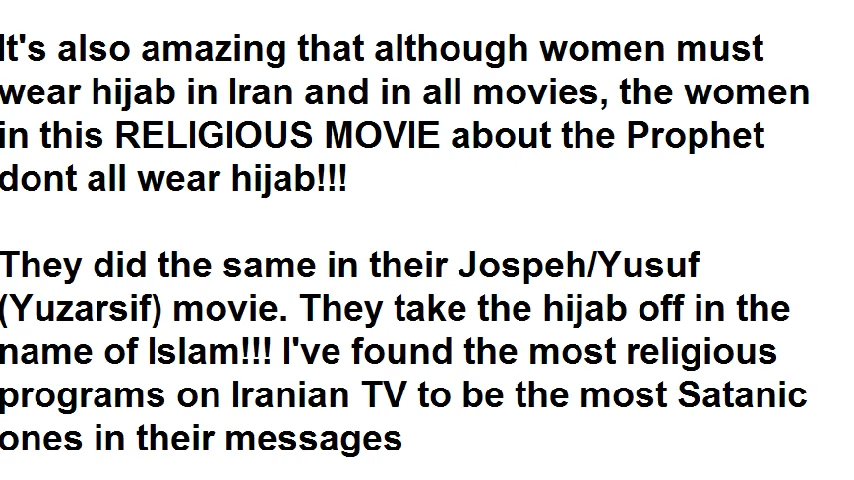 It's also amazing that although women must
wear hijab in Iran and in all movies, the women
in this RELIGIOUS MOVIE about the Prophet
dont all wear hijab!!!
They did the same in their Jospeh/Yusuf
(Yuzarsif) movie. They take the hijab off in the
name of Islam!!! I've found the most religious
programs on Iranian TV to be the most Satanic
ones in their messages